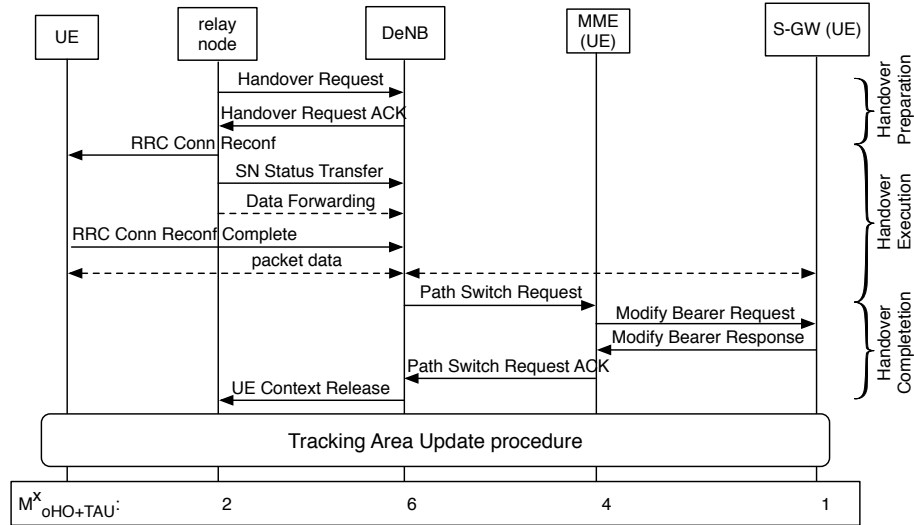 UE
relay
node
DeNB
MME
(UE)
S-GW (UE)
Handover Request
Handover Request ACK
RRC Conn Reconf
SN Status Transfer
Data Forwarding
RRC Conn Reconf Complete
packet data
Path Switch Request
Modify Bearer Request
Modify Bearer Response
Path Switch Request ACK
UE Context Release
Handover
Preparation
Handover
Execution
Handover
Completetion
Tracking Area Update procedure
M^x_oHO+TAU: 2 6 4 1